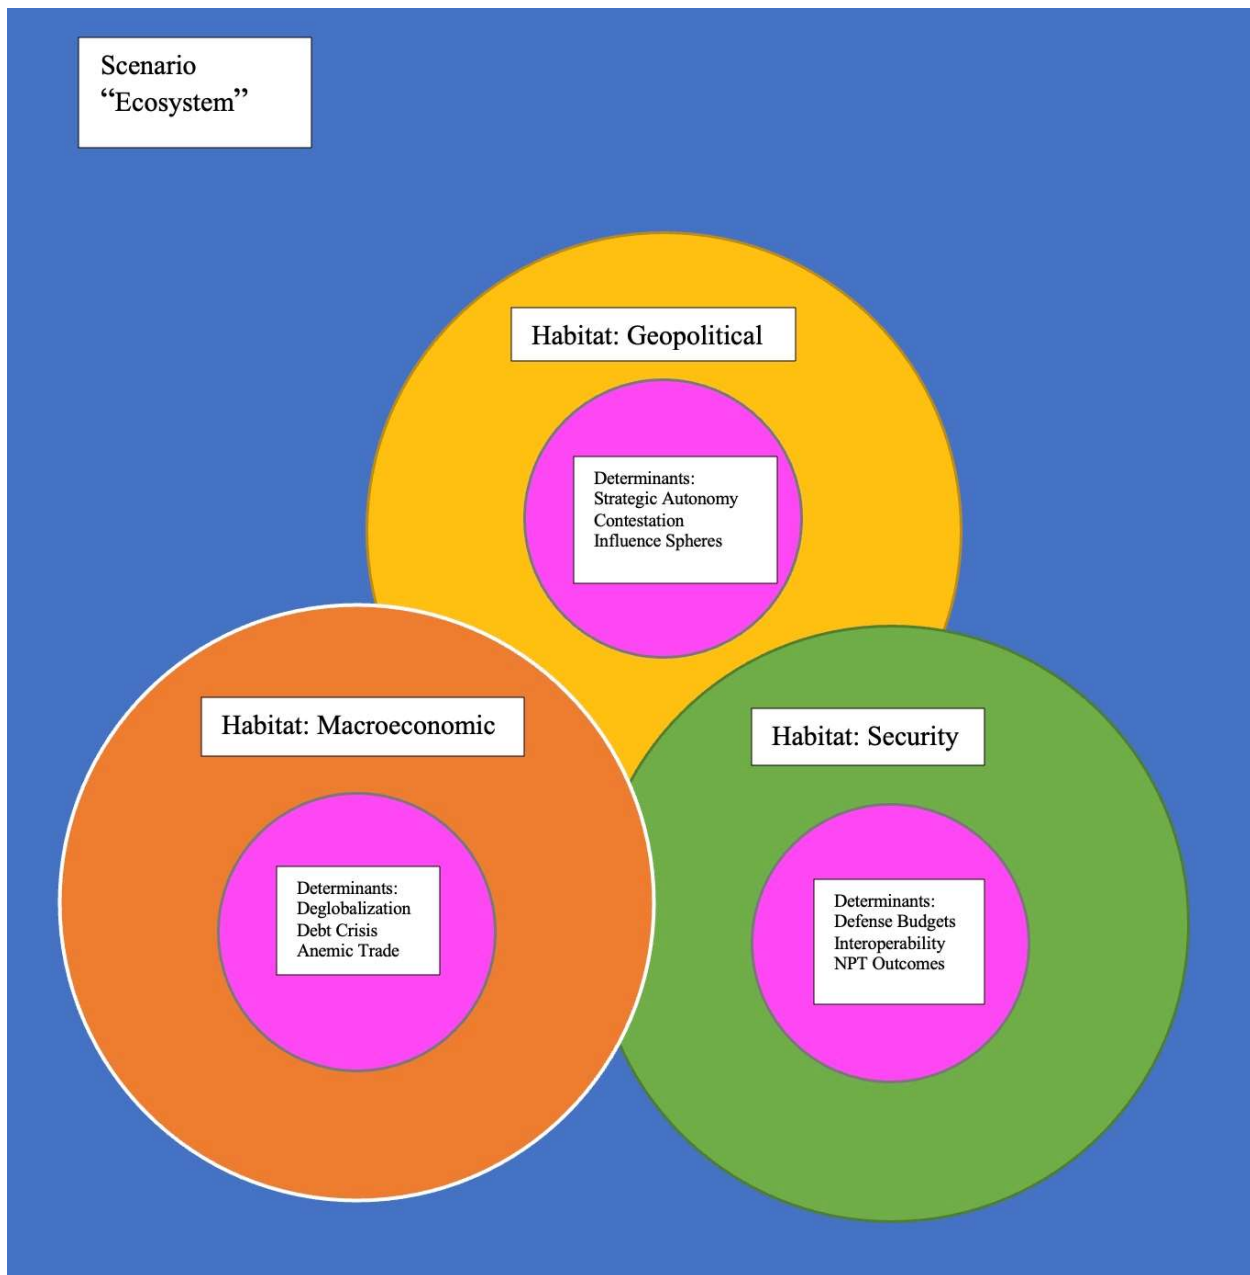 Scenario
“Ecosystem”
Habitat: Geopolitical
Determinants:
Strategic Autonomy
Contestation
Influence Spheres
Habitat: Macroeconomic
Determinants:
Deglobalization
Debt Crisis
Anemic Trade
Habitat: Security
Determinants:
Defense Budgets
Interoperability
NPT Outcomes